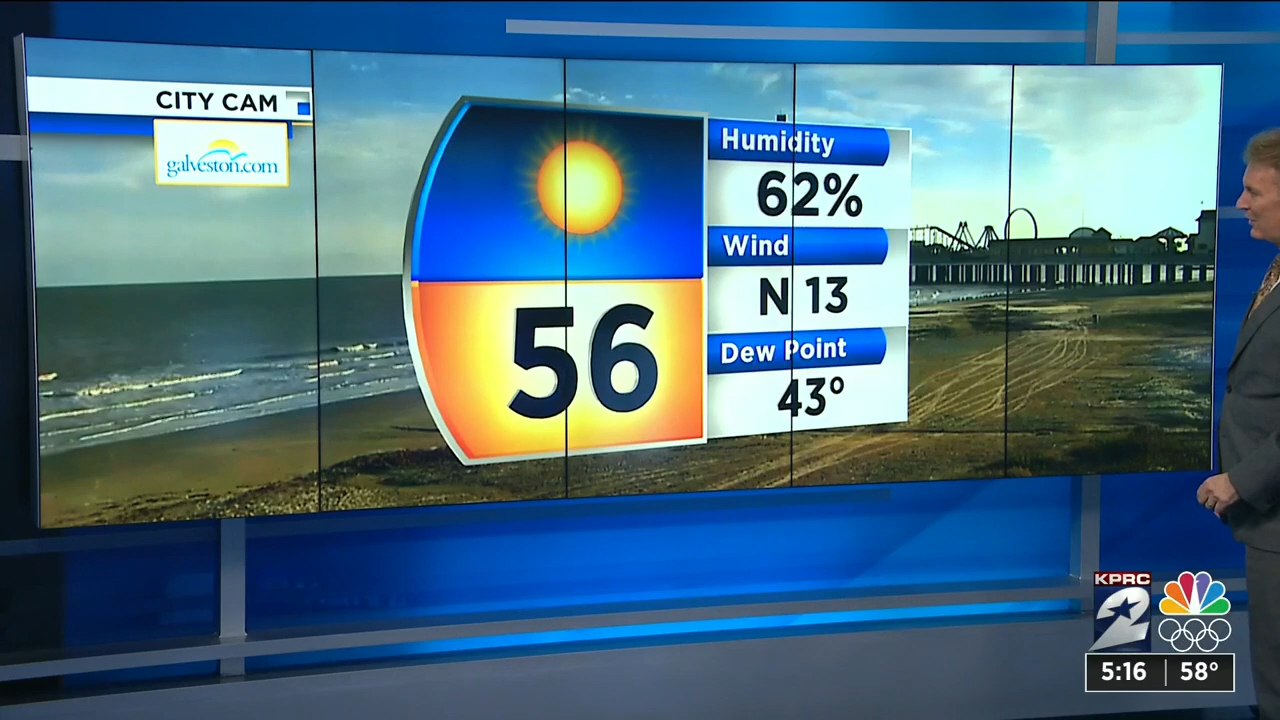 CITY CAM
galveston.com
Humidity
62%
Wind
N 13
56
Dew Point
43°
KPRC
2
5:16 58°